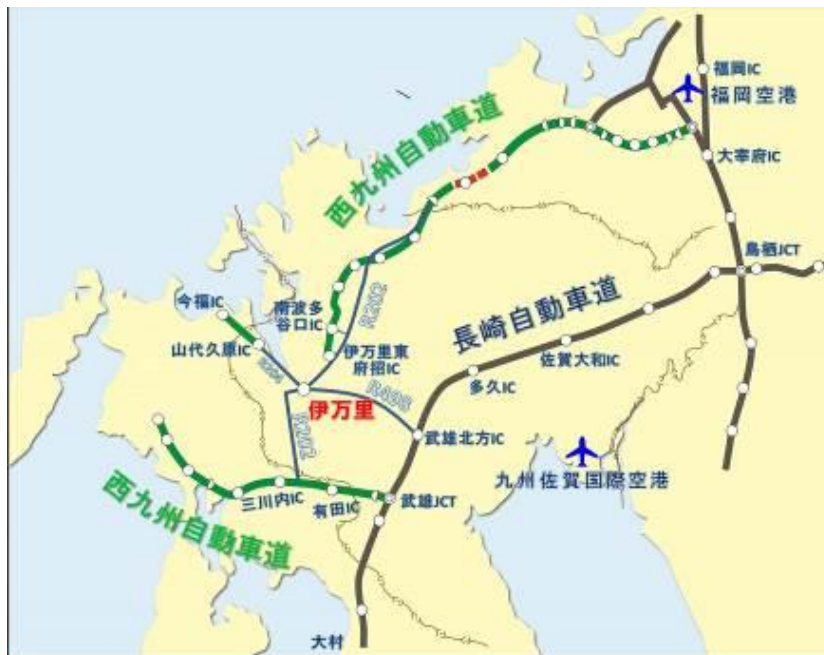 福岡IC
福岡空港
大宰府IC
西九州自動車道
鳥栖JCT
長崎自動車道
今福IC
南波多
谷口IC
R202
山代久原IC
伊万里東
府招IC
佐賀大和IC
多久IC
R204
伊万里
R498
R202
武雄北方IC
九州佐賀国際空港
三川内IC
有田IC
武雄JCT
西九州自動車道
大村